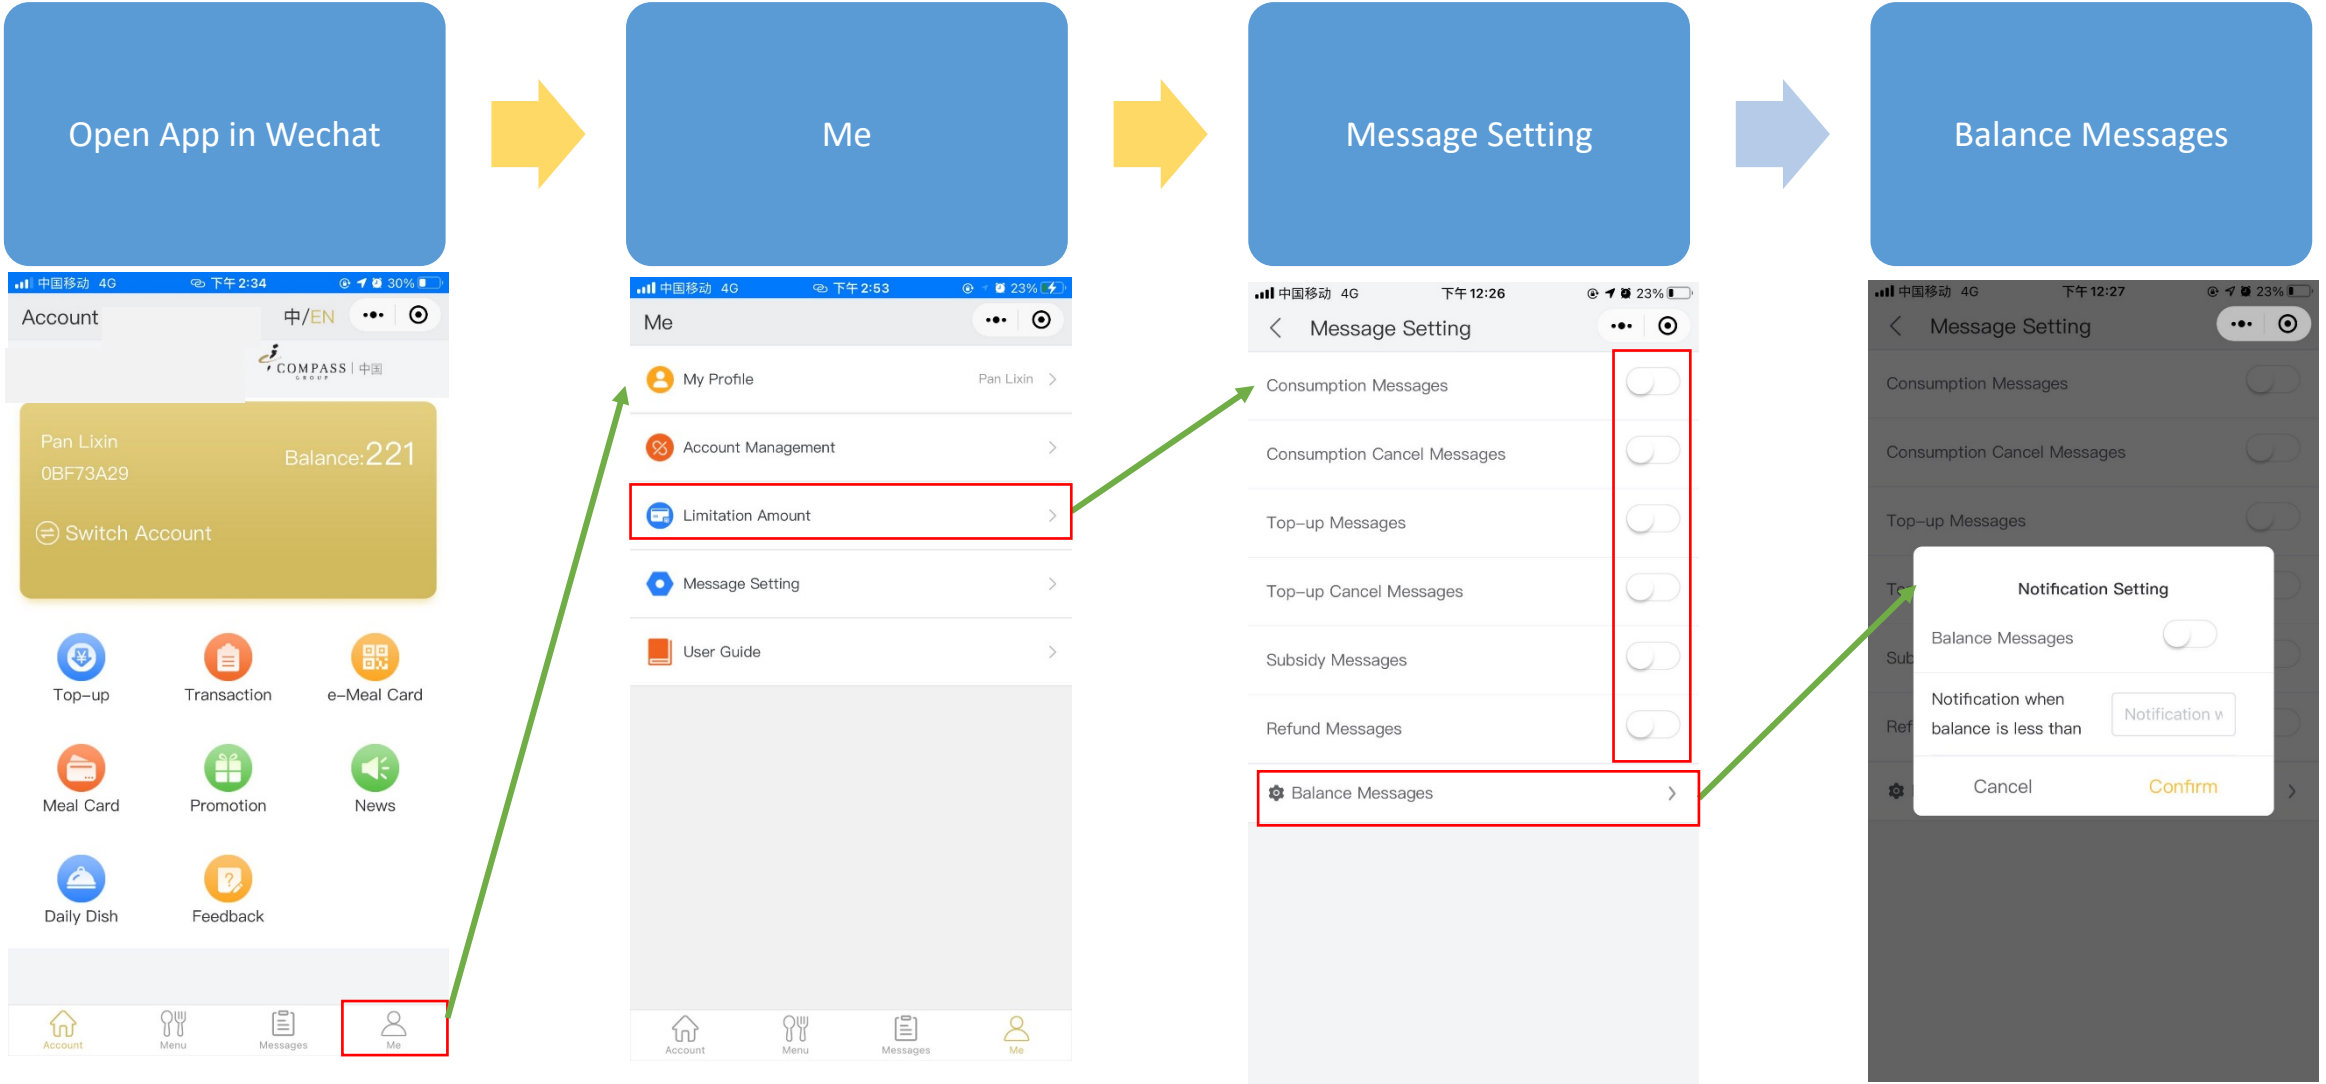 Open App in Wechat
Me
Message Setting
Balance Messages
中国移动 4G 下午 2:34 30%
Account 中/EN
COMPASS 中国
GROUP
Pan Lixin
0BF73A29
Balance:221
Switch Account
Top-up Transaction e-Meal Card
Meal Card Promotion News
Daily Dish Feedback
Account Menu Messages Me
中国移动 4G 下午 2:53 23%
Me
My Profile Pan Lixin
Account Management
Limitation Amount
Message Setting
User Guide
Account Menu Messages Me
中国移动 4G 下午 12:26 23%
Message Setting
Consumption Messages
Consumption Cancel Messages
Top-up Messages
Top-up Cancel Messages
Subsidy Messages
Refund Messages
Balance Messages
中国移动 4G 下午 12:27 23%
Message Setting
Consumption Messages
Consumption Cancel Messages
Top-up Messages
Notification Setting
Balance Messages
Sub
Notification when
balance is less than
Notification w
Ref
Cancel Confirm